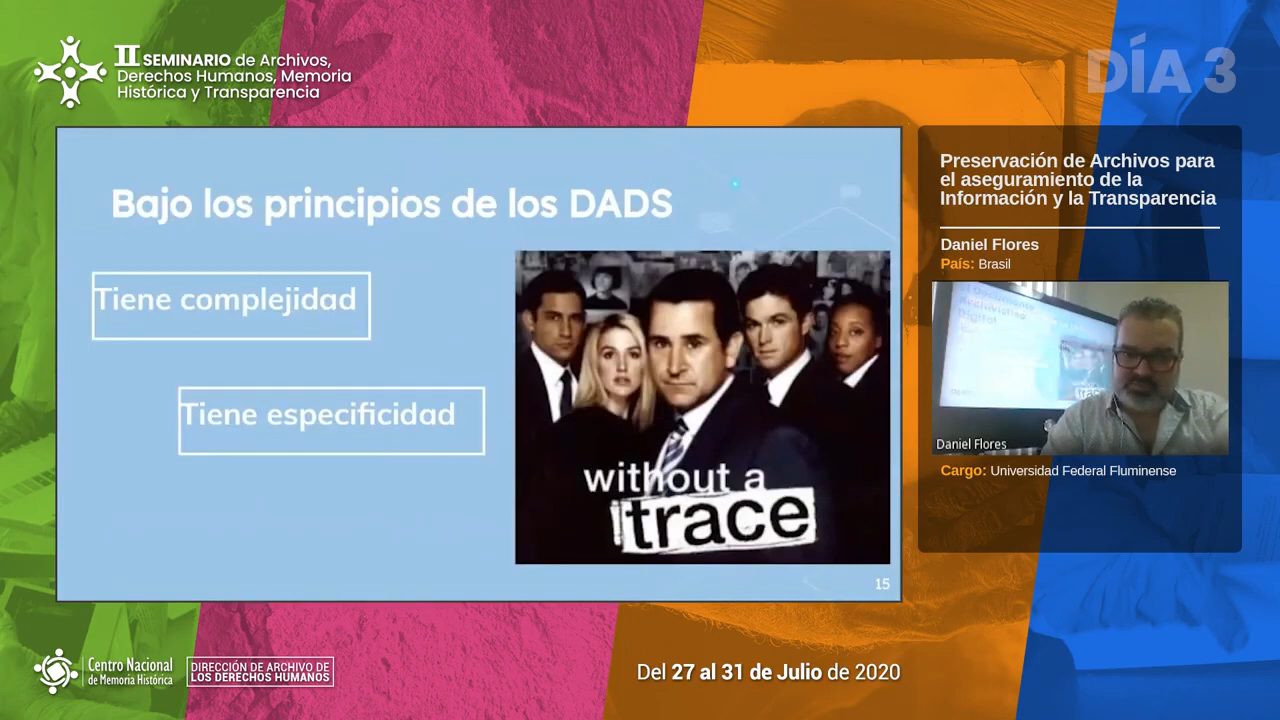 II SEMINARIO de Archivos,
Derechos Humanos, Memoria
Histórica y Transparencia
DÍA 3
Bajo los principios de los DADS
Tiene complejidad
Tiene especificidad
without a
trace
15
Preservación de Archivos para
el aseguramiento de la
Información y la Transparencia
Daniel Flores
País: Brasil
Archivístico
Digital
trace
Daniel Flores
Cargo: Universidad Federal Fluminense
Centro Nacional
de Memoria Histórica
DIRECCIÓN DE ARCHIVO DE
LOS DERECHOS HUMANOS
Del 27 al 31 de Julio de 2020